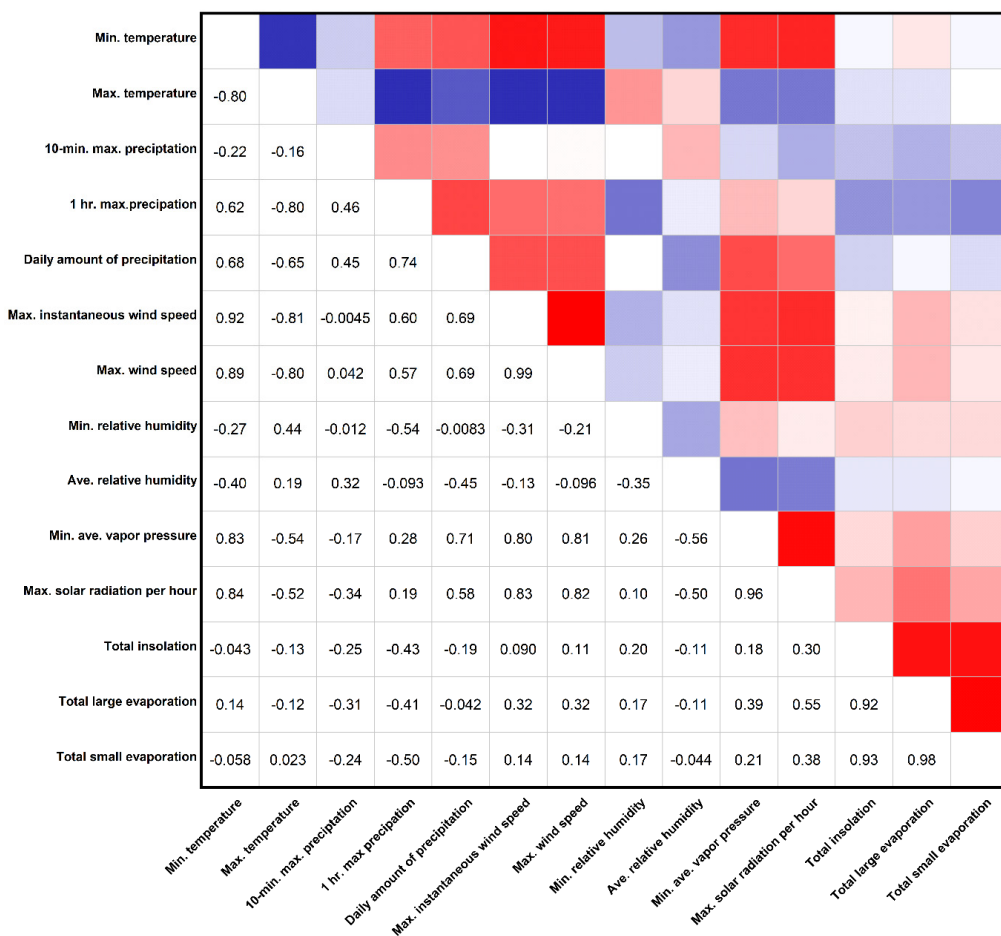 Min. temperature
Max. temperature -0.80
10-min. max. preciptation -0.22 -0.16
1 hr. max.precipation 0.62 -0.80 0.46
Daily amount of precipitation 0.68 -0.65 0.45 0.74
Max. instantaneous wind speed 0.92 -0.81 -0.0045 0.60 0.69
Max. wind speed 0.89 -0.80 0.042 0.57 0.69 0.99
Min. relative humidity -0.27 0.44 -0.012 -0.54 -0.0083 -0.31 -0.21
Ave. relative humidity -0.40 0.19 0.32 -0.093 -0.45 -0.13 -0.096 -0.35
Min. ave. vapor pressure 0.83 -0.54 -0.17 0.28 0.71 0.80 0.81 0.26 -0.56
Max. solar radiation per hour 0.84 -0.52 -0.34 0.19 0.58 0.83 0.82 0.10 -0.50 0.96
Total insolation -0.043 -0.13 -0.25 -0.43 -0.19 0.090 0.11 0.20 -0.11 0.18 0.30
Total large evaporation 0.14 -0.12 -0.31 -0.41 -0.042 0.32 0.32 0.17 -0.11 0.39 0.55 0.92
Total small evaporation -0.058 0.023 -0.24 -0.50 -0.15 0.14 0.14 0.17 -0.044 0.21 0.38 0.93 0.98
Min. temperature
Max. temperature
10-min. max. preciptation
1 hr. max precipation
Daily amount of precipitation
Max. instantaneous wind speed
Max. wind speed
Min. relative humidity
Ave. relative humidity
Min. ave. vapor pressure
Max. solar radiation per hour
Total insolation
Total large evaporation
Total small evaporation